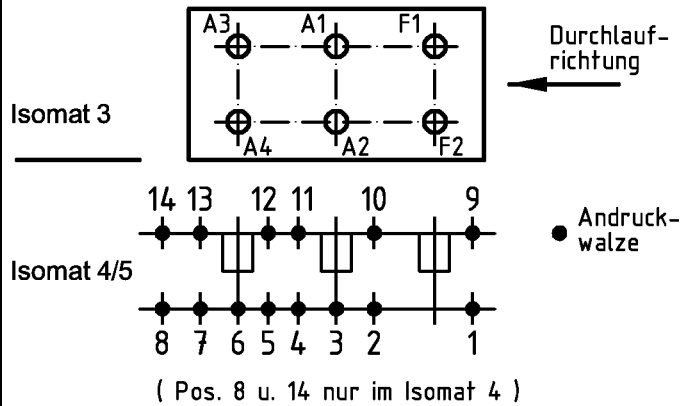 A3 A1 F1
Durchlauf-
richtung
Isomat 3
A4 A2 F2
14 13 12 11 10 9
Andruck-
walze
Isomat 4/5
8 7 6 5 4 3 2 1
( Pos. 8 u. 14 nur im Isomat 4 )